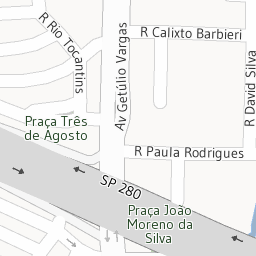 R Calixto Barbieri
R Rio Tocantins
Av Getúlio Vargas
R David Silva
Praça Três
de Agosto
R Paula Rodrigues
SP 280
Praça João
Moreno da
Silva